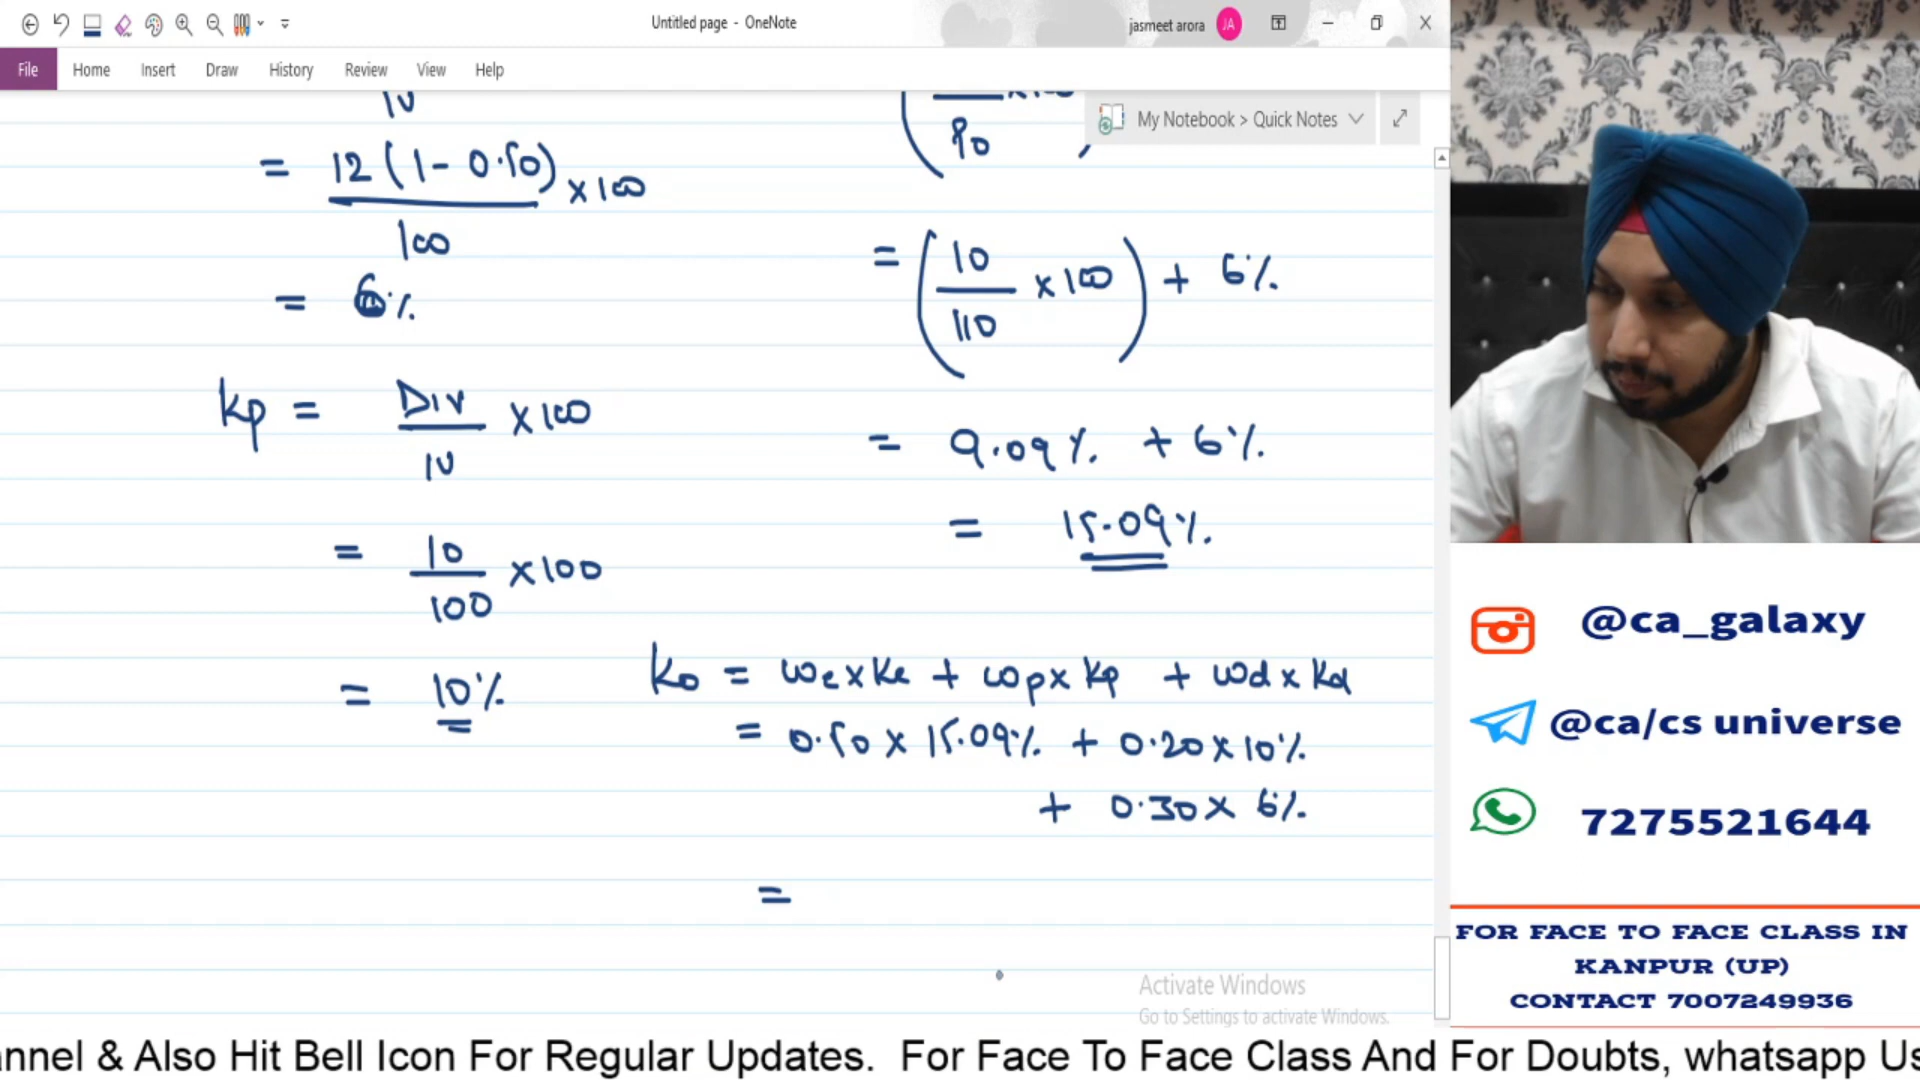 Untitled page - OneNote
jasmeet arora JA
File Home Insert Draw History Review View Help
My Notebook > Quick Notes
IV
= 12 (1 - 0.50) × 100
100
= 6%
Kp = Div × 100
IV
= 10 × 100
100
= 10%
× 100
90
= ( 10 × 100 ) + 6%
110
= 9.09% + 6%
= 15.09%
Ko = We × Ke + Wp × Kp + Wd × Kd
= 0.50 × 15.09% + 0.20 × 10%
+ 0.30 × 6%
=
Activate Windows
Go to Settings to activate Windows.
@ca_galaxy
@ca/cs universe
7275521644
FOR FACE TO FACE CLASS IN
KANPUR (UP)
CONTACT 7007249936
annel & Also Hit Bell Icon For Regular Updates. For Face To Face Class And For Doubts, whatsapp Us